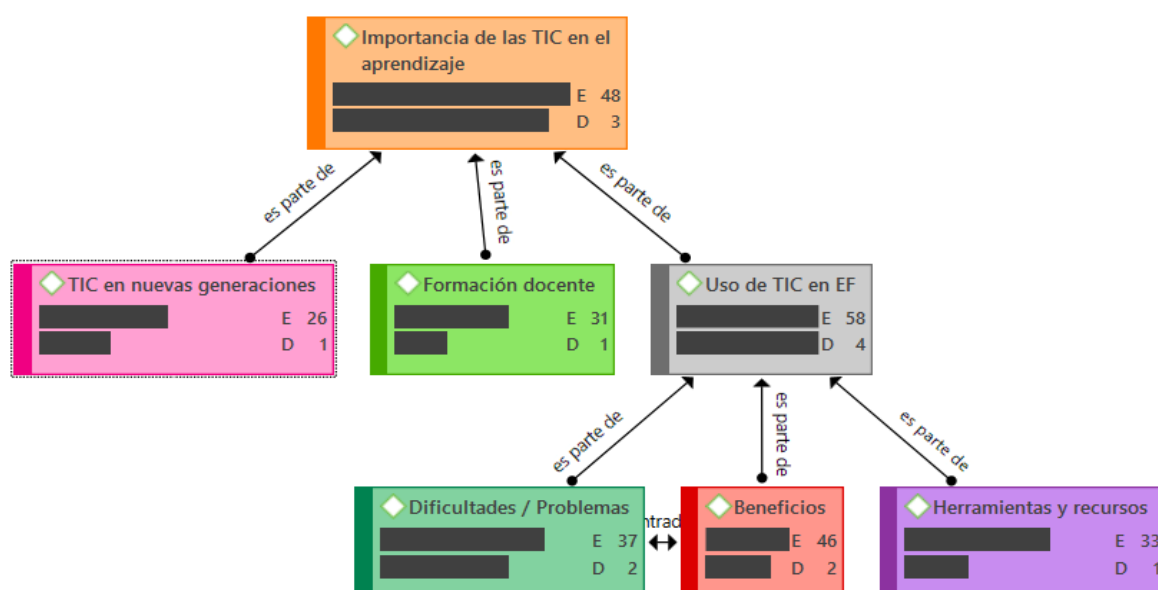 Importancia de las TIC en el
aprendizaje
E 48
D 3
es parte de
es parte de
es parte de
TIC en nuevas generaciones
E 26
D 1
Formación docente
E 31
D 1
Uso de TIC en EF
E 58
D 4
es parte de
es parte de
es parte de
Dificultades / Problemas
E 37
D 2
Beneficios
E 46
D 2
Herramientas y recursos
E 33
D 1